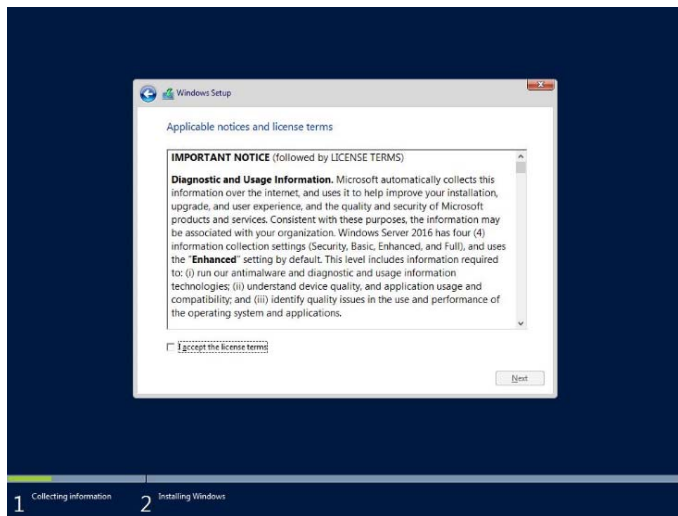 Windows Setup
Applicable notices and license terms
IMPORTANT NOTICE (followed by LICENSE TERMS)
Diagnostic and Usage Information. Microsoft automatically collects this
information over the internet, and uses it to help improve your installation,
upgrade, and user experience, and the quality and security of Microsoft
products and services. Consistent with these purposes, the information may
be associated with your organization. Windows Server 2016 has four (4)
information collection settings (Security, Basic, Enhanced, and Full), and uses
the "Enhanced" setting by default. This level includes information required
to: (i) run our antimalware and diagnostic and usage information
technologies; (ii) understand device quality, and application usage and
compatibility; and (iii) identify quality issues in the use and performance of
the operating system and applications.
I accept the license terms
Next
1 Collecting information 2 Installing Windows